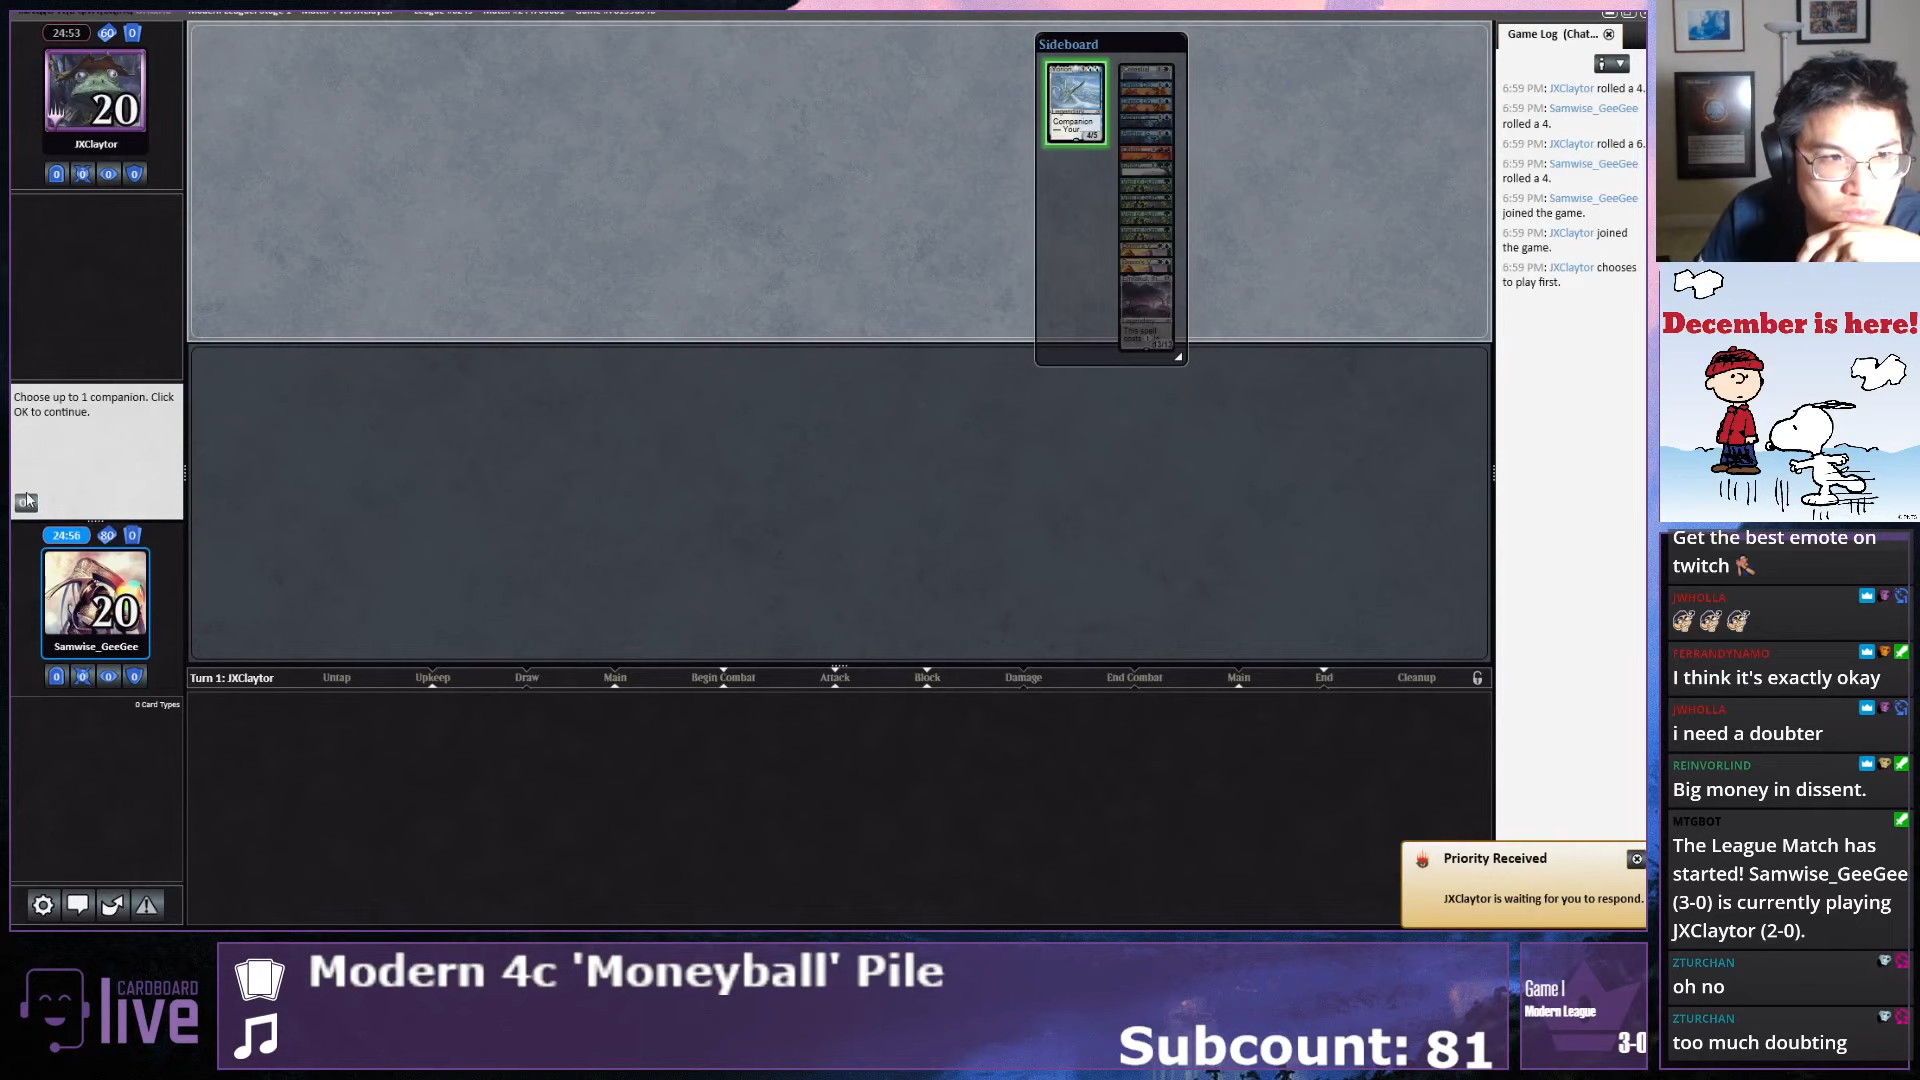 24:53
60
0
20
JXClaytor
0
0
0
0
Choose up to 1 companion. Click
OK to continue.
OK
24:56
80
0
20
Samwise_GeeGee
0
0
0
0
0 Card Types
Sideboard
Companion
— Your
4/5
This spell
costs
Turn 1: JXClaytor
Untap
Upkeep
Draw
Main
Begin Combat
Attack
Block
Damage
End Combat
Main
End
Cleanup
Game Log (Chat...
6:59 PM: JXClaytor rolled a 4.
6:59 PM: Samwise_GeeGee
rolled a 4.
6:59 PM: JXClaytor rolled a 6.
6:59 PM: Samwise_GeeGee
rolled a 4.
6:59 PM: Samwise_GeeGee
joined the game.
6:59 PM: JXClaytor joined
the game.
6:59 PM: JXClaytor chooses
to play first.
Priority Received
JXClaytor is waiting for you to respond.
December is here!
Get the best emote on
twitch
JWHOLLA
FERRANDYNAMO
I think it's exactly okay
JWHOLLA
i need a doubter
REINVORLIND
Big money in dissent.
MTGBOT
The League Match has
started! Samwise_GeeGee
(3-0) is currently playing
JXClaytor (2-0).
ZTURCHAN
oh no
ZTURCHAN
too much doubting
CARDBOARD
live
Modern 4c 'Moneyball' Pile
Subcount: 81
Game 1
Modern League
3-0